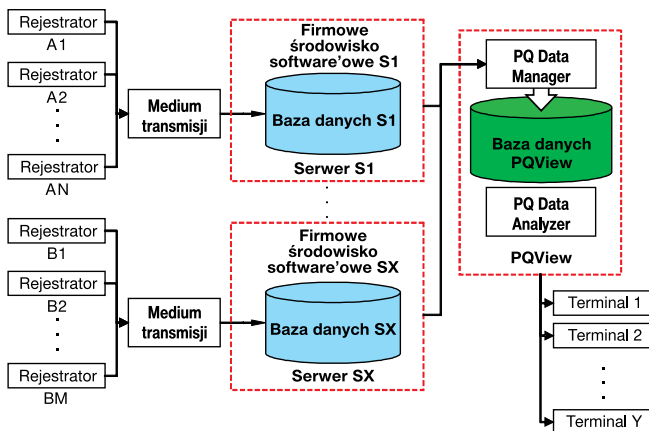 Rejestrator
A1
Rejestrator
A2
Rejestrator
AN
Medium
transmisji
Firmowe
środowisko
software'owe S1
Baza danych S1
Serwer S1
Rejestrator
B1
Rejestrator
B2
Rejestrator
BM
Medium
transmisji
Firmowe
środowisko
software'owe SX
Baza danych SX
Serwer SX
PQ Data
Manager
Baza danych
PQView
PQ Data
Analyzer
PQView
Terminal 1
Terminal 2
Terminal Y